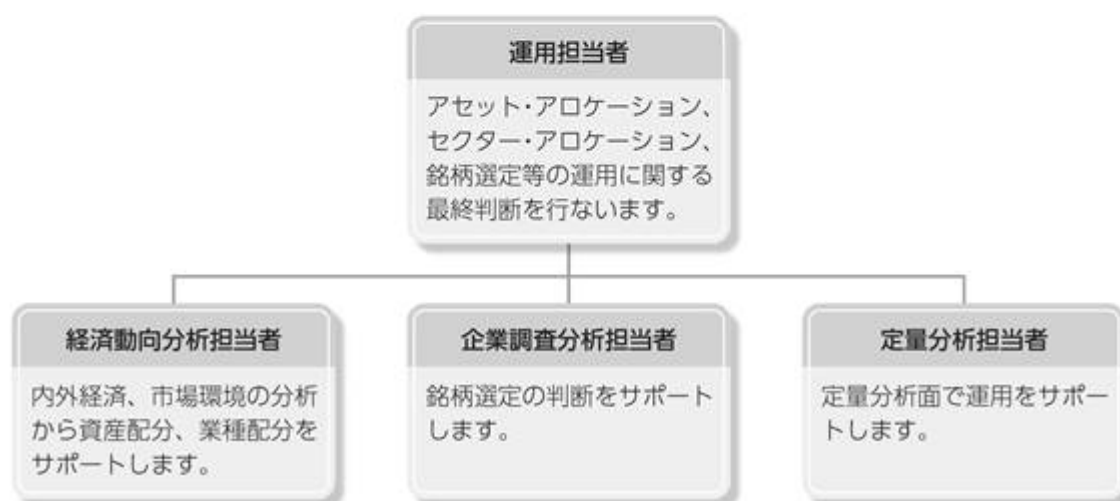 運用担当者
アセット・アロケーション、
セクター・アロケーション、
銘柄選定等の運用に関する
最終判断を行ないます。
経済動向分析担当者
内外経済、市場環境の分析
から資産配分、業種配分を
サポートします。
企業調査分析担当者
銘柄選定の判断をサポート
します。
定量分析担当者
定量分析面で運用をサポー
トします。